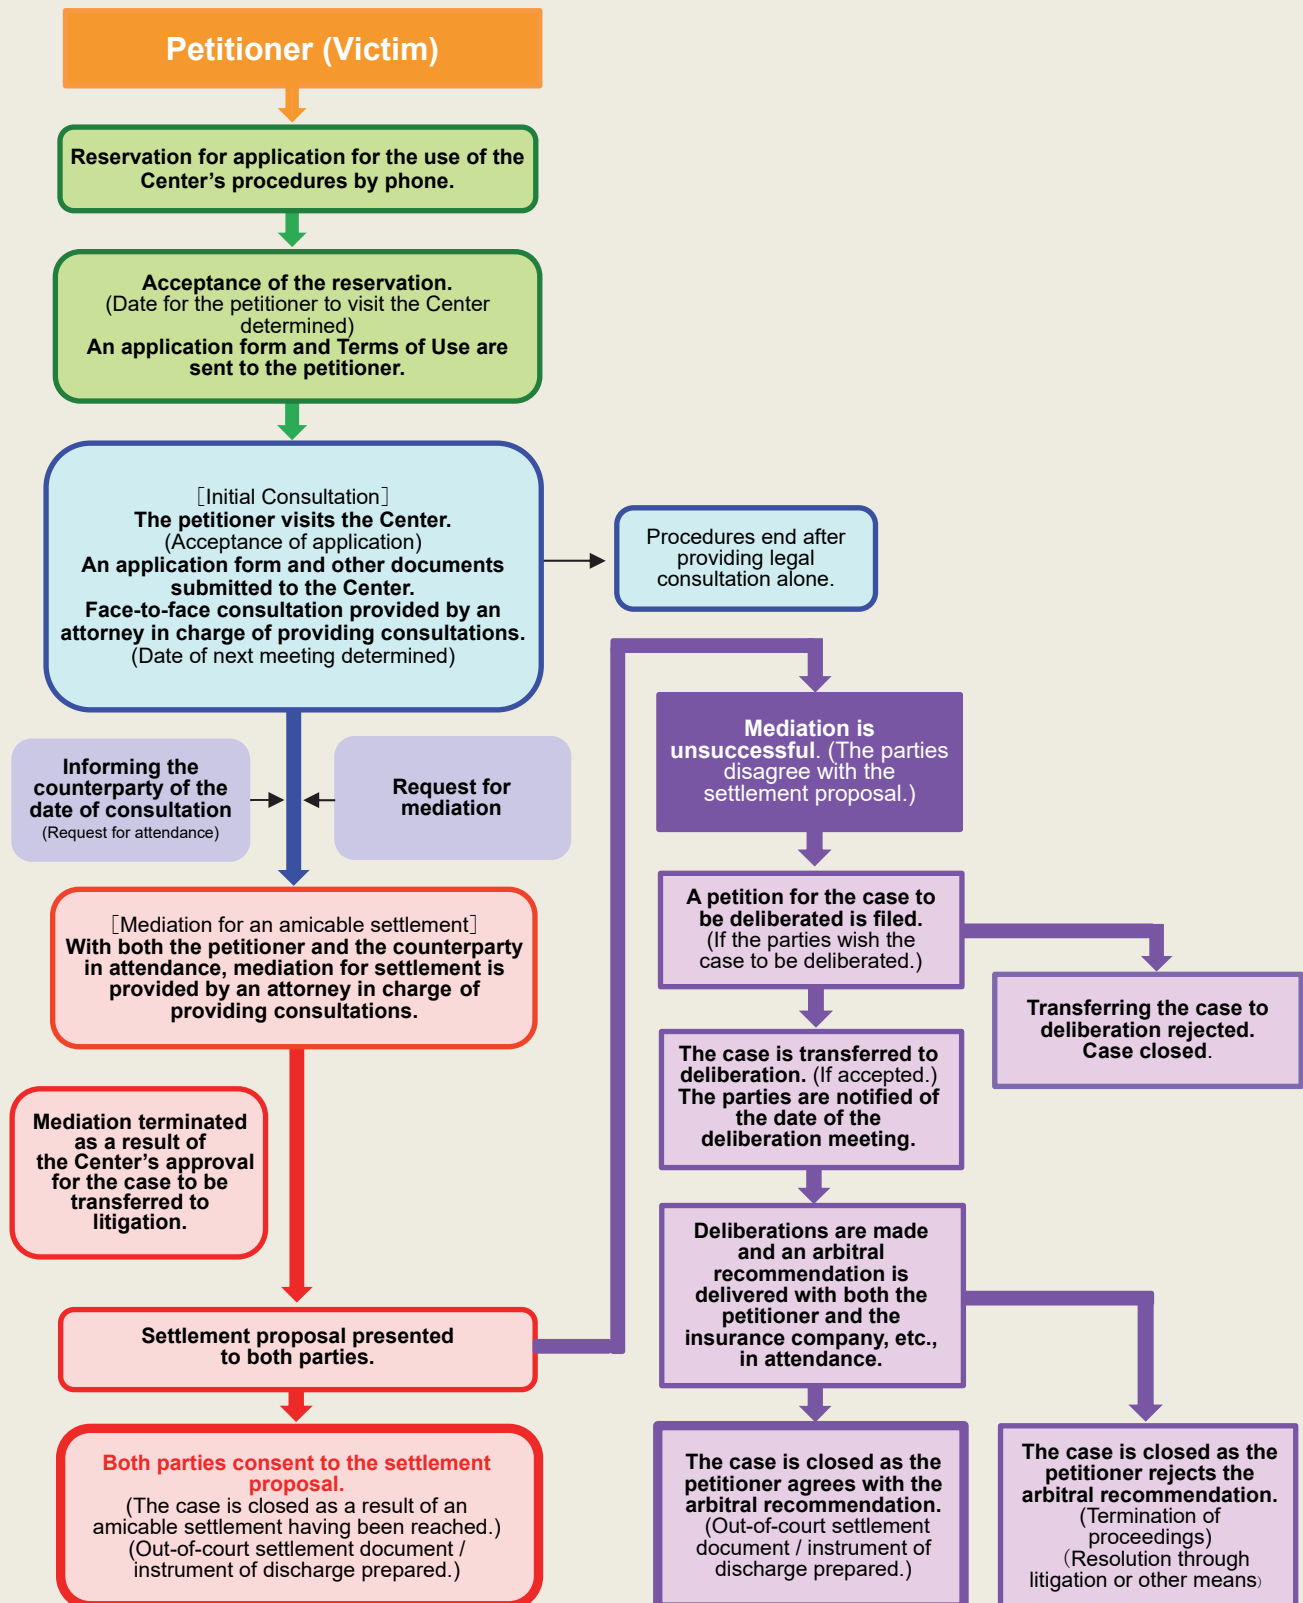 Petitioner (Victim)
Reservation for application for the use of the
Center’s procedures by phone.
Acceptance of the reservation.
(Date for the petitioner to visit the Center
determined)
An application form and Terms of Use are
sent to the petitioner.
［Initial Consultation］
The petitioner visits the Center.
(Acceptance of application)
An application form and other documents
submitted to the Center.
Face-to-face consultation provided by an
attorney in charge of providing consultations.
(Date of next meeting determined)
Procedures end after
providing legal
consultation alone.
Informing the
counterparty of the
date of consultation
(Request for attendance)
Request for
mediation
［Mediation for an amicable settlement］
With both the petitioner and the counterparty
in attendance, mediation for settlement is
provided by an attorney in charge of
providing consultations.
Mediation terminated
as a result of
the Center’s approval
for the case to be
transferred to
litigation.
Settlement proposal presented
to both parties.
Both parties consent to the settlement
proposal.
(The case is closed as a result of an
amicable settlement having been reached.)
(Out-of-court settlement document /
instrument of discharge prepared.)
Mediation is
unsuccessful. (The parties
disagree with the
settlement proposal.)
A petition for the case to
be deliberated is filed.
(If the parties wish the
case to be deliberated.)
Transferring the case to
deliberation rejected.
Case closed.
The case is transferred to
deliberation. (If accepted.)
The parties are notified of
the date of the
deliberation meeting.
Deliberations are made
and an arbitral
recommendation is
delivered with both the
petitioner and the
insurance company, etc.,
in attendance.
The case is closed as the
petitioner agrees with the
arbitral recommendation.
(Out-of-court settlement
document / instrument of
discharge prepared.)
The case is closed as the
petitioner rejects the
arbitral recommendation.
(Termination of
proceedings)
（Resolution through
litigation or other means）